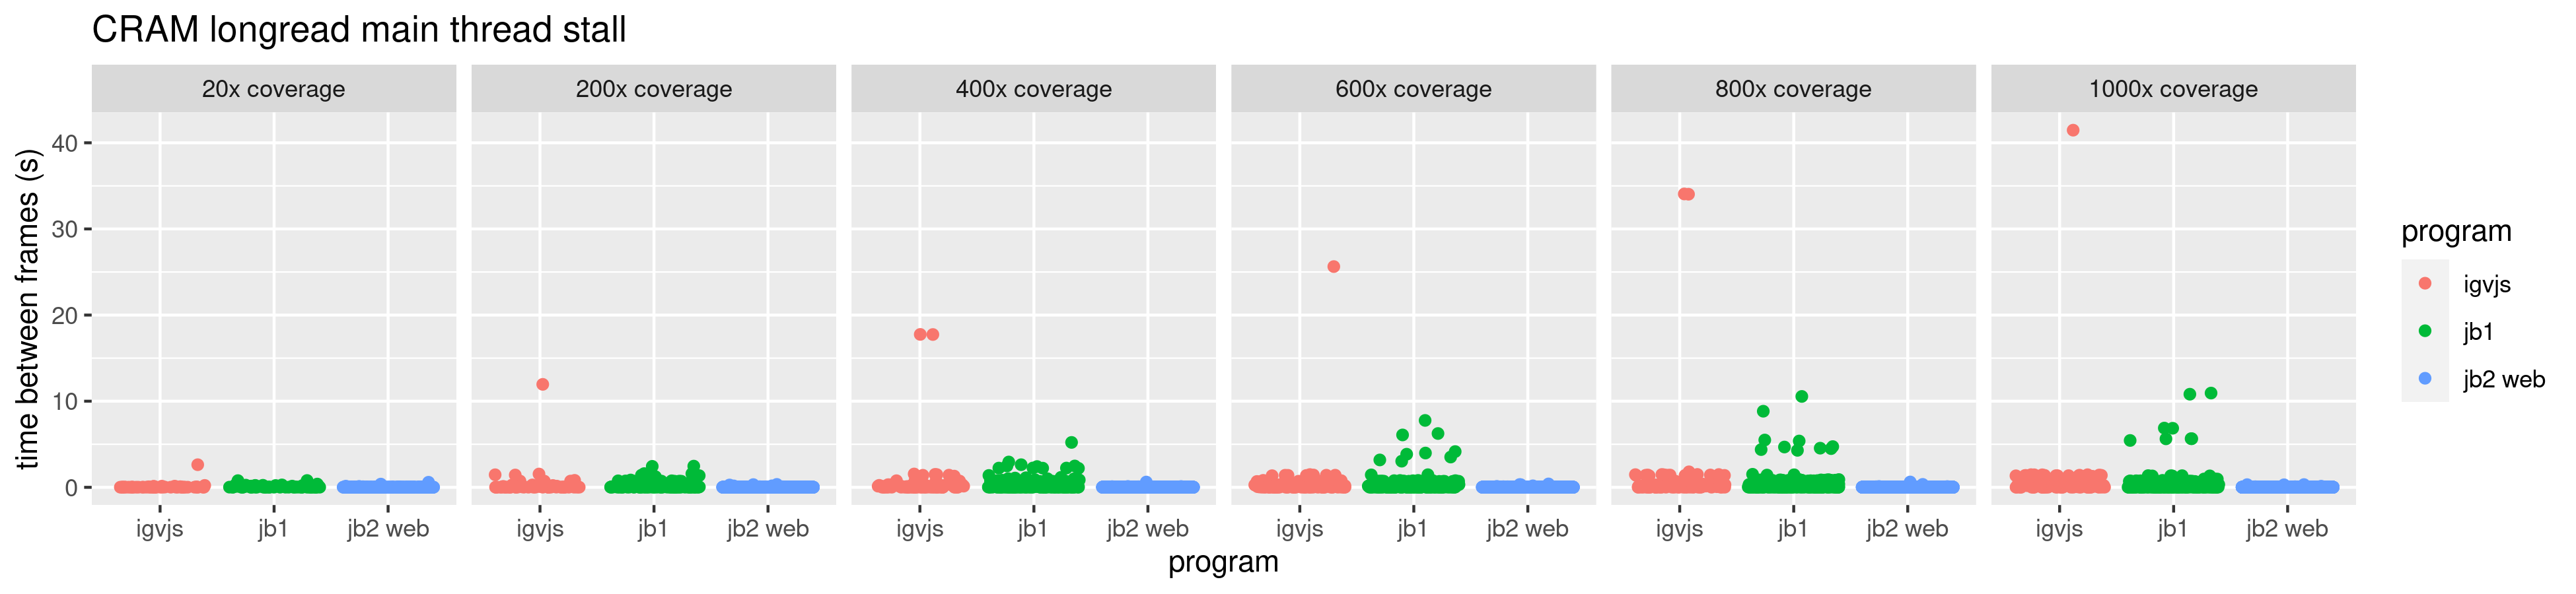 CRAM longread main thread stall
20x coverage 200x coverage 400x coverage 600x coverage 800x coverage 1000x coverage
time between frames (s)
40
30
20
10
0
igvjs jb1 jb2 web igvjs jb1 jb2 web igvjs jb1 jb2 web igvjs jb1 jb2 web igvjs jb1 jb2 web igvjs jb1 jb2 web
program
program
igvjs
jb1
jb2 web